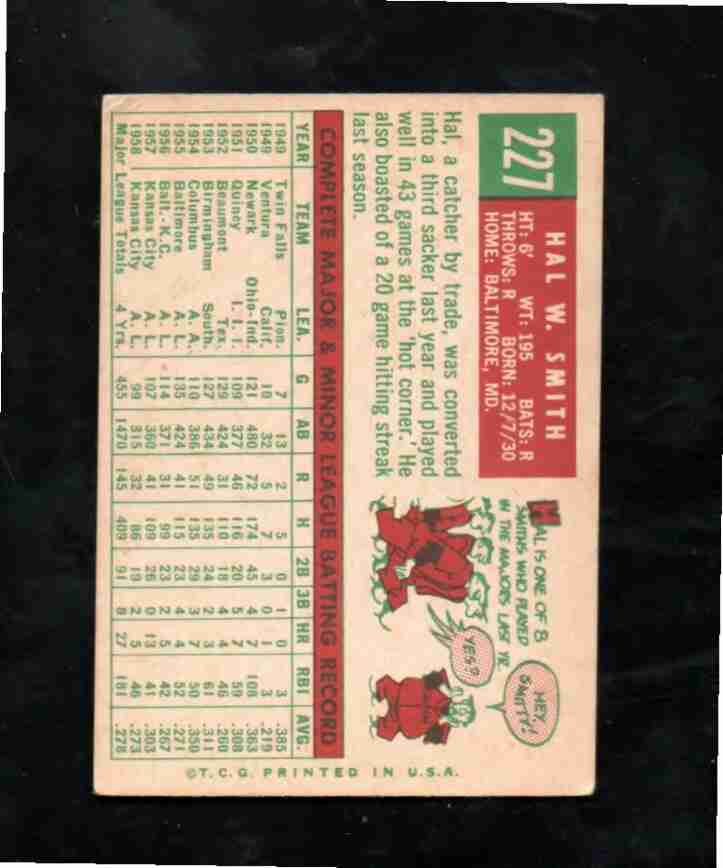 227
HAL W. SMITH
HT: 6' WT: 195 BATS: R
THROWS: R BORN: 12/7/30
HOME: BALTIMORE, MD.
Hal, a catcher by trade, was converted
into a third sacker last year and played
well in 43 games at the 'hot corner.' He
also boasted of a 20 game hitting streak
last season.
HAL IS ONE OF 8
SMITHS WHO PLAYED
IN THE MAJORS LAST YR.
HEY, SMITTY!
YES?
COMPLETE MAJOR & MINOR LEAGUE BATTING RECORD
YEAR TEAM LEA. G AB R H 2B 3B HR RBI AVG.
1949 Twin Falls Pion. 7 13 2 5 0 1 0 3 .385
1949 Ventura Calif. 10 32 5 7 3 0 1 3 .219
1950 Newark Ohio-Ind. 121 480 72 174 45 4 7 108 .363
1951 Quincy I. I. I. 109 377 46 116 20 5 7 59 .308
1952 Beaumont Tex. 129 424 31 110 18 4 4 46 .260
1953 Birmingham South. 127 434 49 135 24 2 3 61 .311
1954 Columbus A. A. 110 386 51 135 29 3 7 50 .350
1955 Baltimore A. L. 135 424 41 115 23 4 4 52 .271
1956 Balt.-K.C. A. L. 114 371 31 99 23 2 5 42 .267
1957 Kansas City A. L. 107 360 41 109 26 0 13 41 .303
1958 Kansas City A. L. 99 315 32 86 19 2 5 46 .273
Major League Totals 4 Yrs. 455 1470 145 409 91 8 27 181 .278
©T.C.G. PRINTED IN U.S.A.